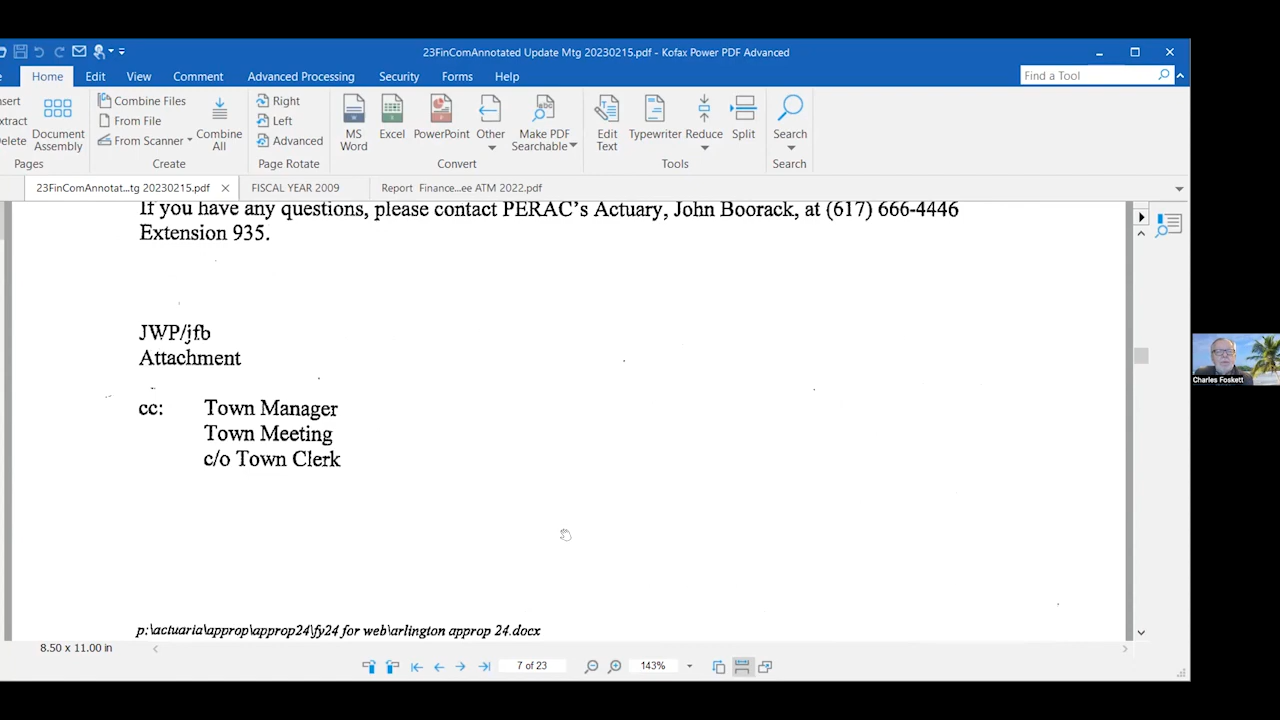 23FinComAnnotated Update Mtg 20230215.pdf - Kofax Power PDF Advanced
Home Edit View Comment Advanced Processing Security Forms Help
Find a Tool
Combine Files
From File
From Scanner
Document Assembly
Combine All
Right
Left
Advanced
MS Word
Excel
PowerPoint
Other
Make PDF Searchable
Edit Text
Typewriter
Reduce
Split
Search
Pages
Create
Page Rotate
Convert
Tools
Search
23FinComAnnotat...tg 20230215.pdf
FISCAL YEAR 2009
Report Finance...ee ATM 2022.pdf
If you have any questions, please contact PERAC's Actuary, John Boorack, at (617) 666-4446
Extension 935.
JWP/jfb
Attachment
cc: Town Manager
Town Meeting
c/o Town Clerk
p:\actuaria\approp\approp24\fy24 for web\arlington approp 24.docx
8.50 x 11.00 in
7 of 23
143%
Charles Foskett